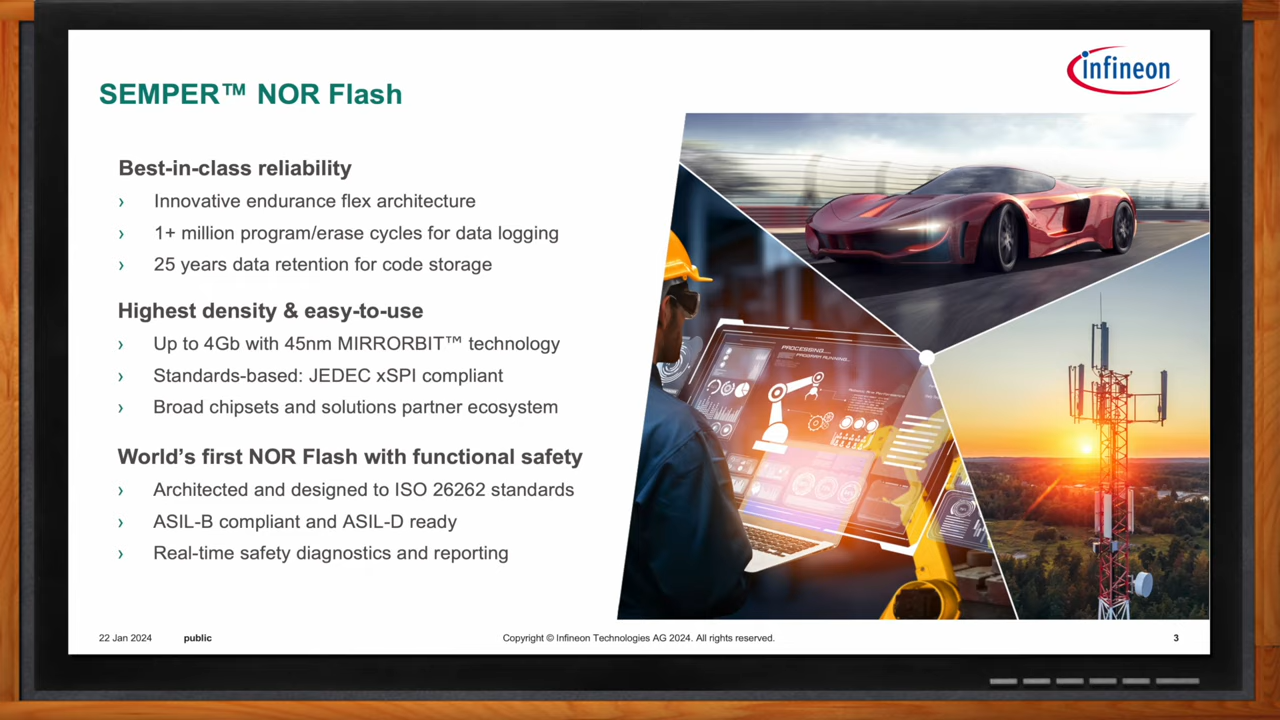 infineon
SEMPER™ NOR Flash
Best-in-class reliability
› Innovative endurance flex architecture
› 1+ million program/erase cycles for data logging
› 25 years data retention for code storage
Highest density & easy-to-use
› Up to 4Gb with 45nm MIRRORBIT™ technology
› Standards-based: JEDEC xSPI compliant
› Broad chipsets and solutions partner ecosystem
World’s first NOR Flash with functional safety
› Architected and designed to ISO 26262 standards
› ASIL-B compliant and ASIL-D ready
› Real-time safety diagnostics and reporting
PROCESSING...
PROGRAM RUNNING...
22 Jan 2024 public Copyright © Infineon Technologies AG 2024. All rights reserved. 3